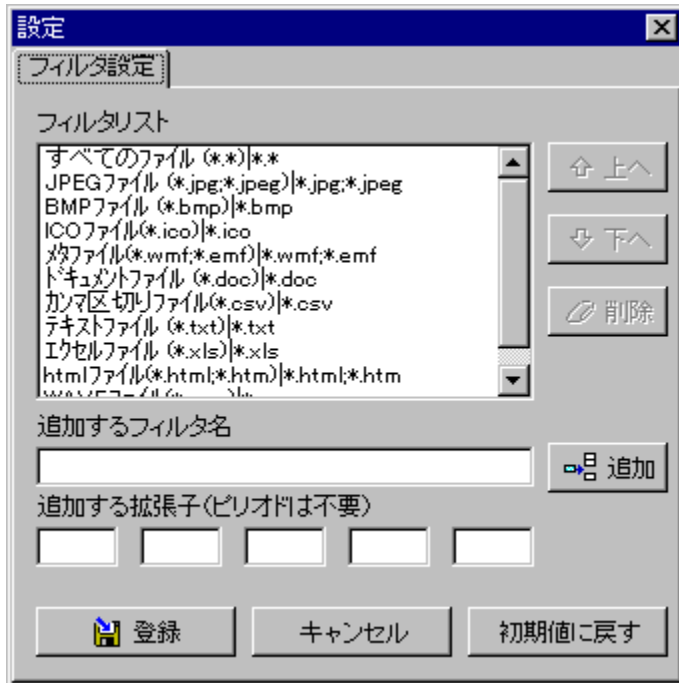 設定
フィルタ設定
フィルタリスト
すべてのファイル (*.*)|*.*
JPEGファイル (*.jpg;*.jpeg)|*.jpg;*.jpeg
BMPファイル (*.bmp)|*.bmp
ICOファイル(*.ico)|*.ico
メタファイル(*.wmf;*.emf)|*.wmf;*.emf
ドキュメントファイル (*.doc)|*.doc
カンマ区切りファイル(*.csv)|*.csv
テキストファイル (*.txt)|*.txt
エクセルファイル (*.xls)|*.xls
htmlファイル(*.html;*.htm)|*.html;*.htm
上へ
下へ
削除
追加するフィルタ名
追加
追加する拡張子(ピリオドは不要)
登録
キャンセル
初期値に戻す